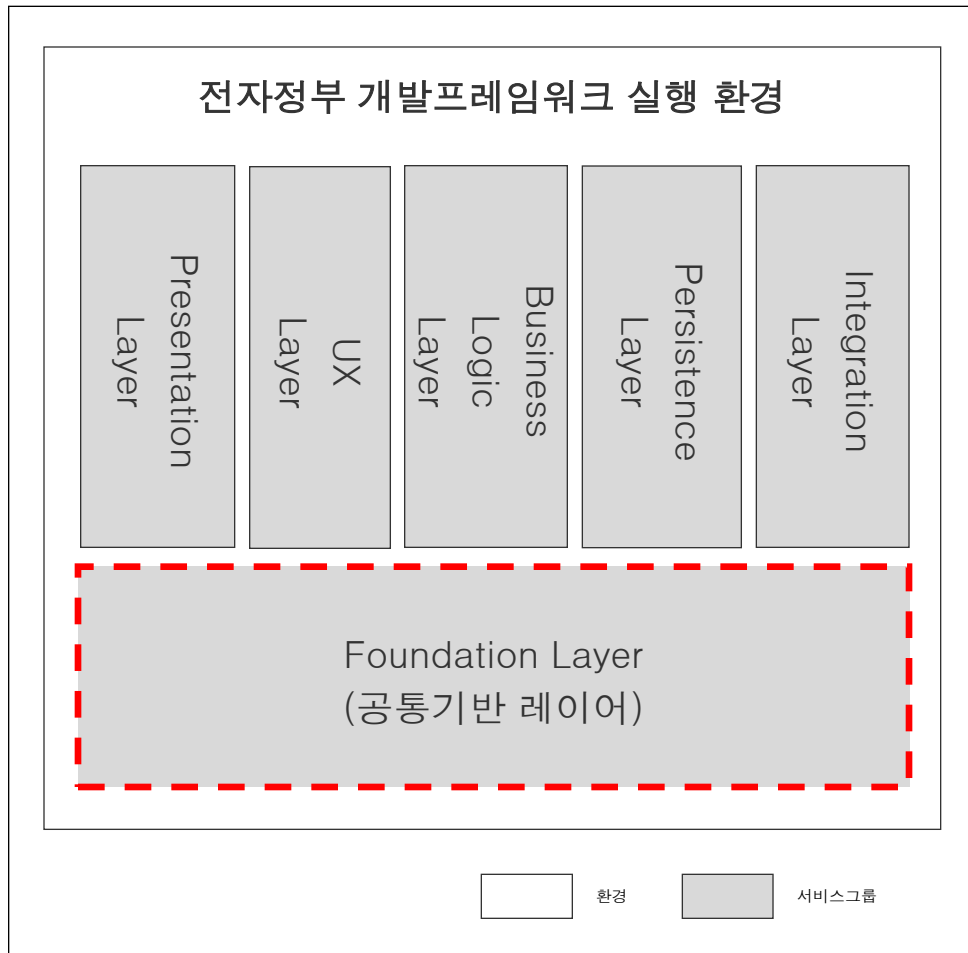 전자정부 개발프레임워크 실행 환경
Presentation
Layer
UX
Layer
Business
Logic
Layer
Persistence
Layer
Integration
Layer
Foundation Layer
(공통기반 레이어)
환경
서비스그룹